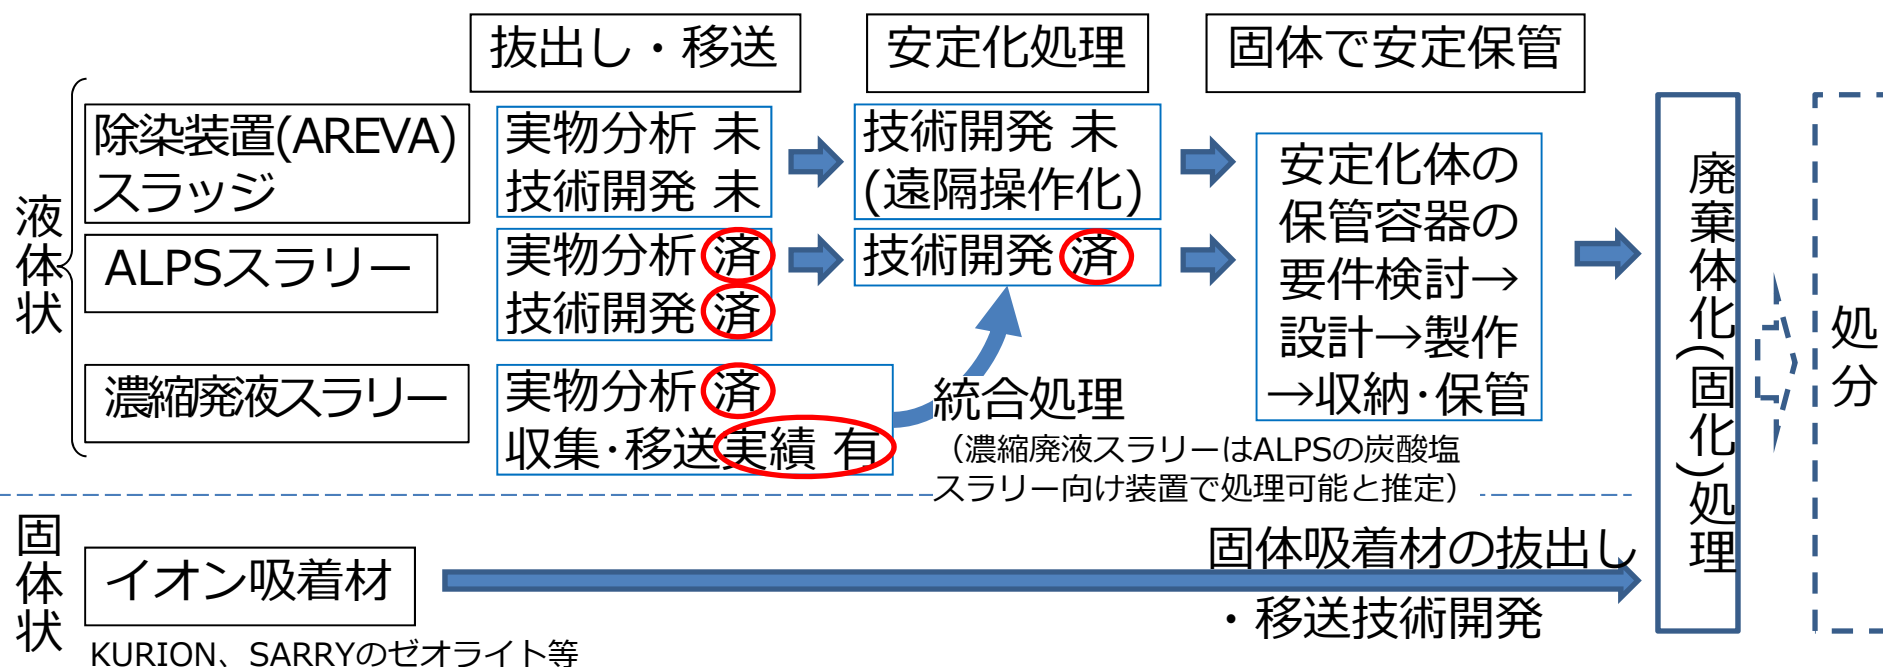 抜出し・移送
安定化処理
固体で安定保管
液体状
除染装置(AREVA)
スラッジ
実物分析 未
技術開発 未
技術開発 未
(遠隔操作化)
ALPSスラリー
実物分析 済
技術開発 済
技術開発 済
濃縮廃液スラリー
実物分析 済
収集･移送実績 有
統合処理
（濃縮廃液スラリーはALPSの炭酸塩
スラリー向け装置で処理可能と推定）
安定化体の
保管容器の
要件検討→
設計→製作
→収納･保管
廃棄体化(固化)処理
処分
固体状
イオン吸着材
KURION、SARRYのゼオライト等
固体吸着材の抜出し
・移送技術開発